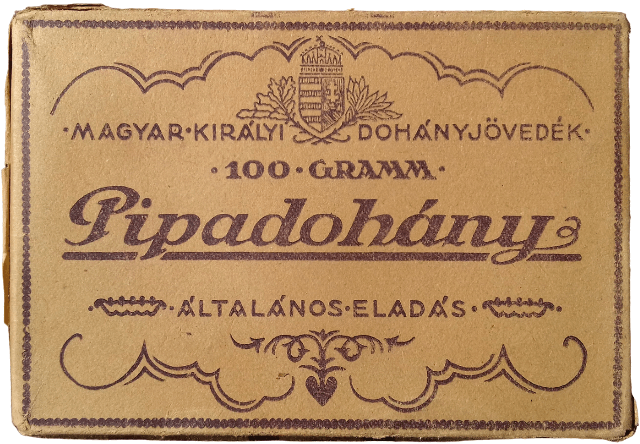 ·MAGYAR·KIRÁLYI DOHÁNYJÖVEDÉK·
·100·GRAMM·
Pipadohány
·ÁLTALÁNOS·ELADÁS·